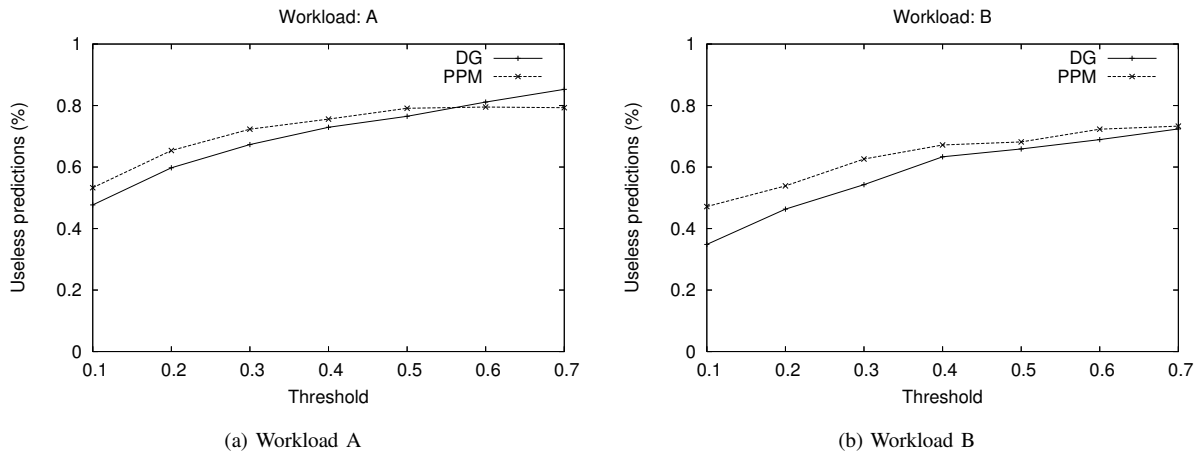 Workload: A
1
0.8
0.6
0.4
0.2
0
Useless predictions (%)
DG
PPM
0.1 0.2 0.3 0.4 0.5 0.6 0.7
Threshold
(a) Workload A
Workload: B
1
0.8
0.6
0.4
0.2
0
Useless predictions (%)
DG
PPM
0.1 0.2 0.3 0.4 0.5 0.6 0.7
Threshold
(b) Workload B